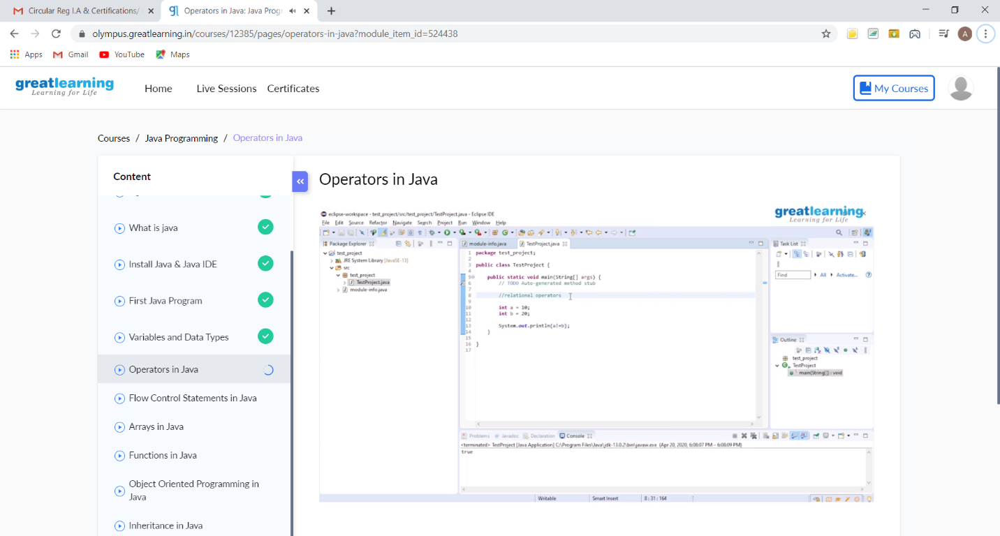 Circular Reg I.A & Certifications/
Operators in Java: Java Progr
olympus.greatlearning.in/courses/12385/pages/operators-in-java?module_item_id=524438
A
Apps Gmail YouTube Maps
greatlearning
Learning for Life
Home Live Sessions Certificates
My Courses
Courses / Java Programming / Operators in Java
Content
What is java
Install Java & Java IDE
First Java Program
Variables and Data Types
Operators in Java
Flow Control Statements in Java
Arrays in Java
Functions in Java
Object Oriented Programming in
Java
Inheritance in Java
Operators in Java
eclipse-workspace - test_project/src/test_project/TestProject.java - Eclipse IDE
greatlearning
Learning for Life
File Edit Source Refactor Navigate Search Project Run Window Help
Package Explorer
test_project
JRE System Library [JavaSE-13]
src
test_project
TestProject.java
module-info.java
module-info.java TestProject.java
1 package test_project;
2
3 public class TestProject {
4
5 public static void main(String[] args) {
6 // TODO Auto-generated method stub
7
8 //relational operators
9
10 int a = 10;
11 int b = 20;
12
13 System.out.println(a!=b);
14 }
15
16 }
17
Task List
Find All Activate...
Outline
test_project
TestProject
main(String[]) : void
Problems Javadoc Declaration Console
<terminated> TestProject [Java Application] C:\Program Files\Java\jdk-13.0.2\bin\javaw.exe (Apr 20, 2020, 6:08:07 PM – 6:08:09 PM)
true
Writable Smart Insert 8 : 31 : 164